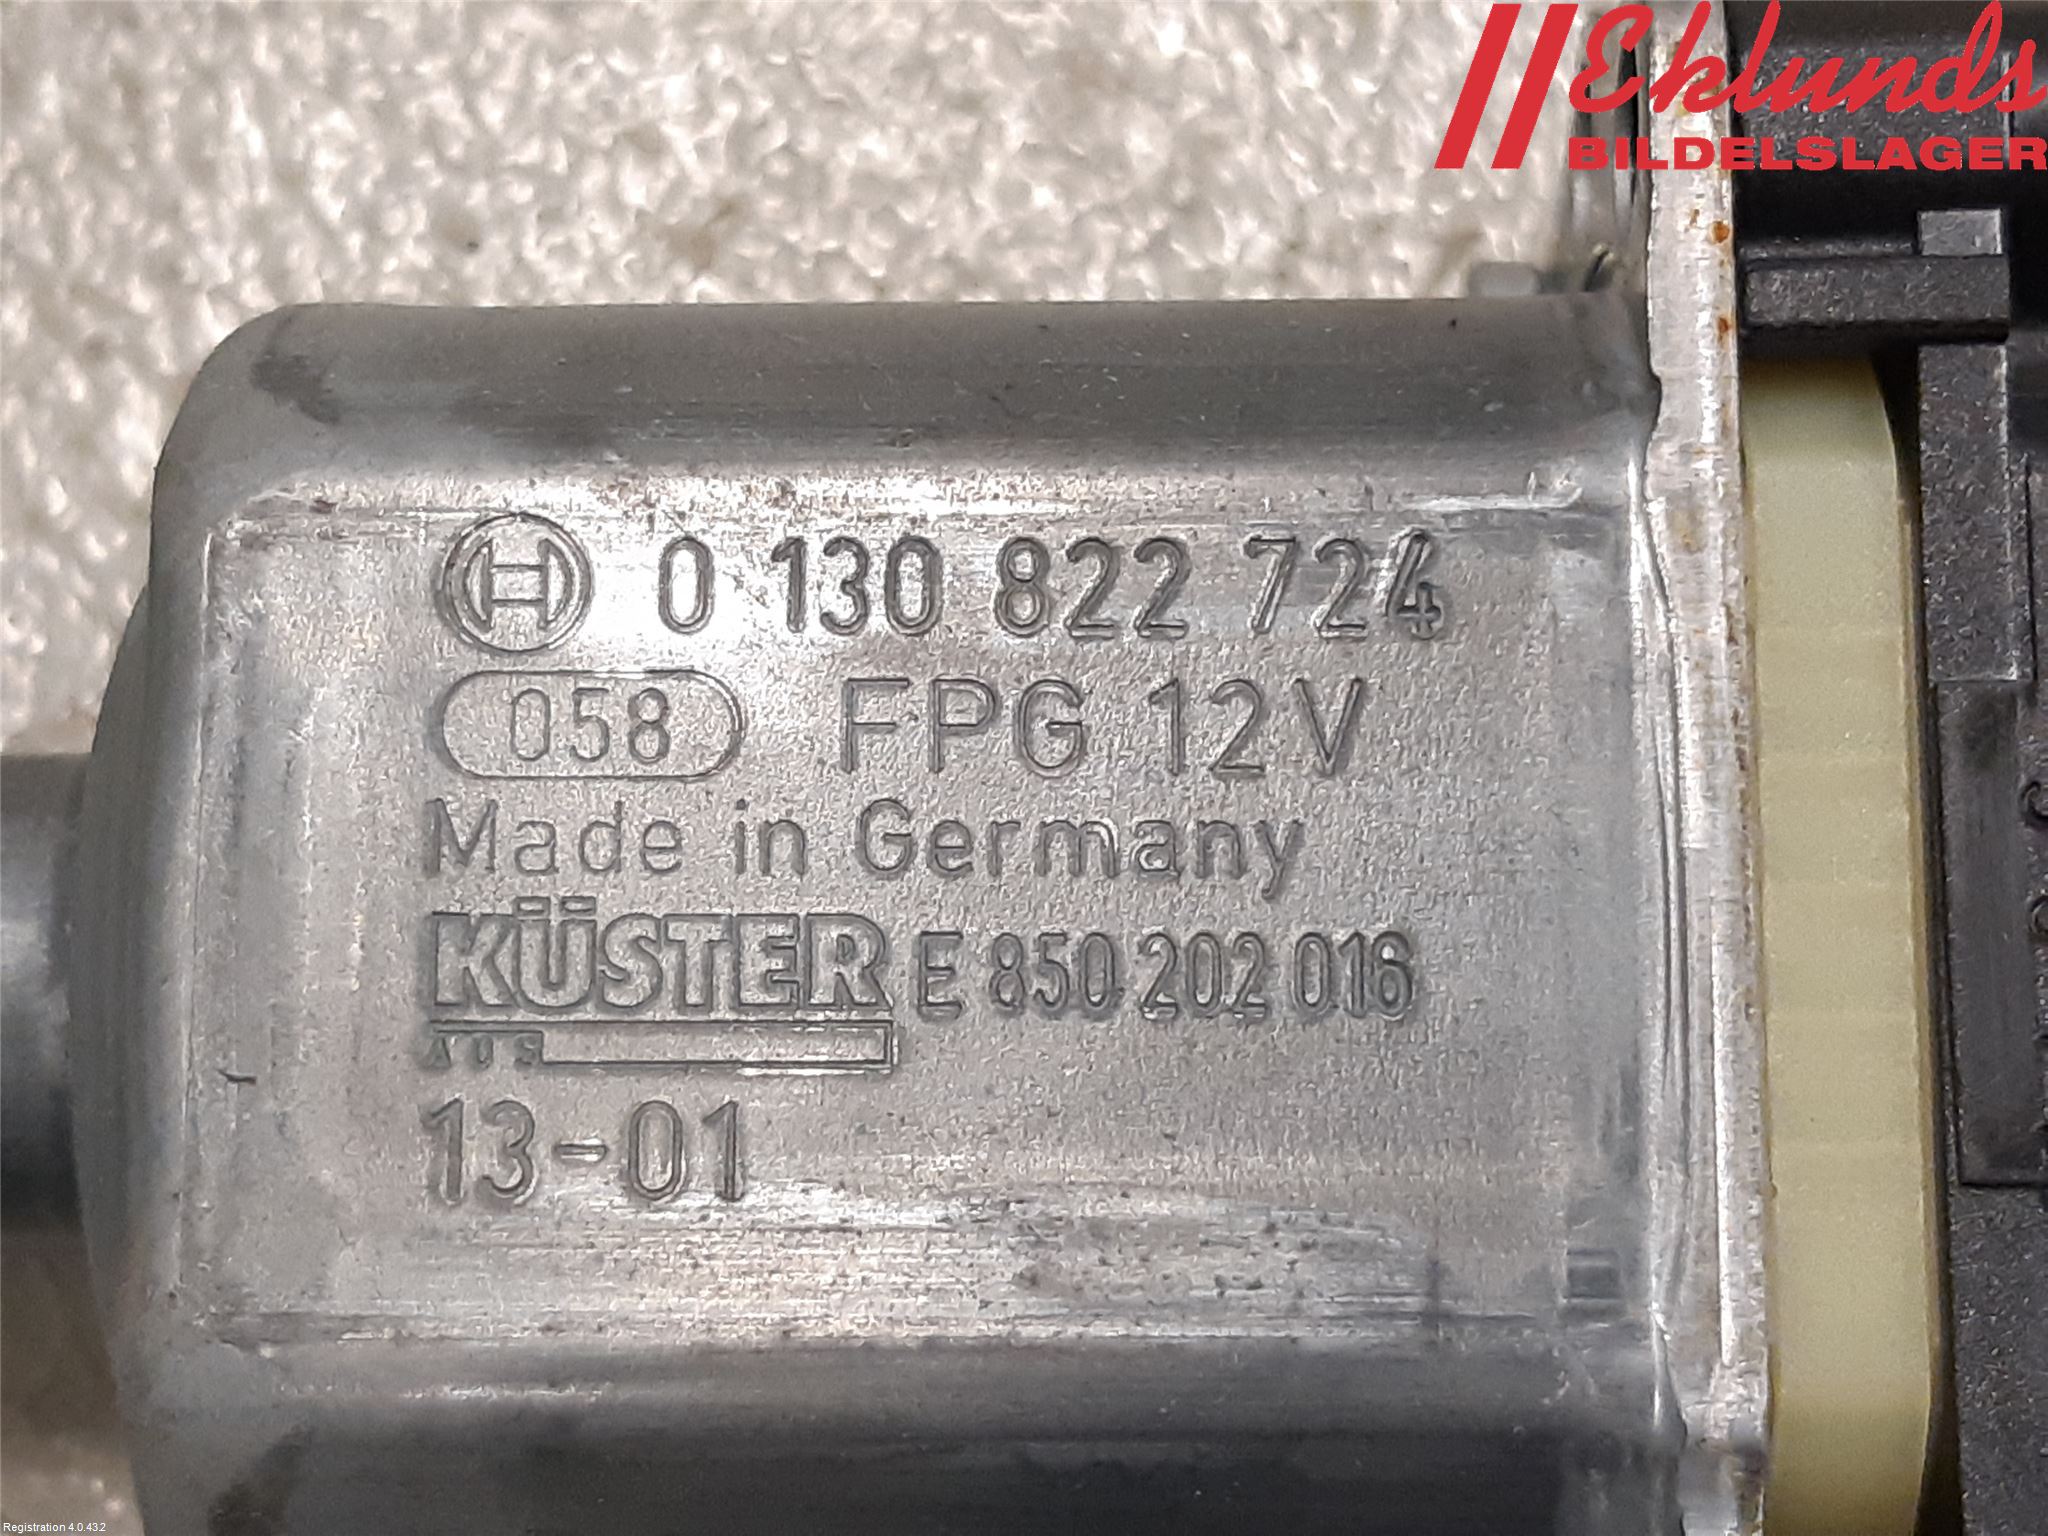 Eklunds
BILDELSLAGER
0 130 822 724
058 FPG 12V
Made in Germany
KÜSTER E 850 202 016
13-01
Registration 4.0.432